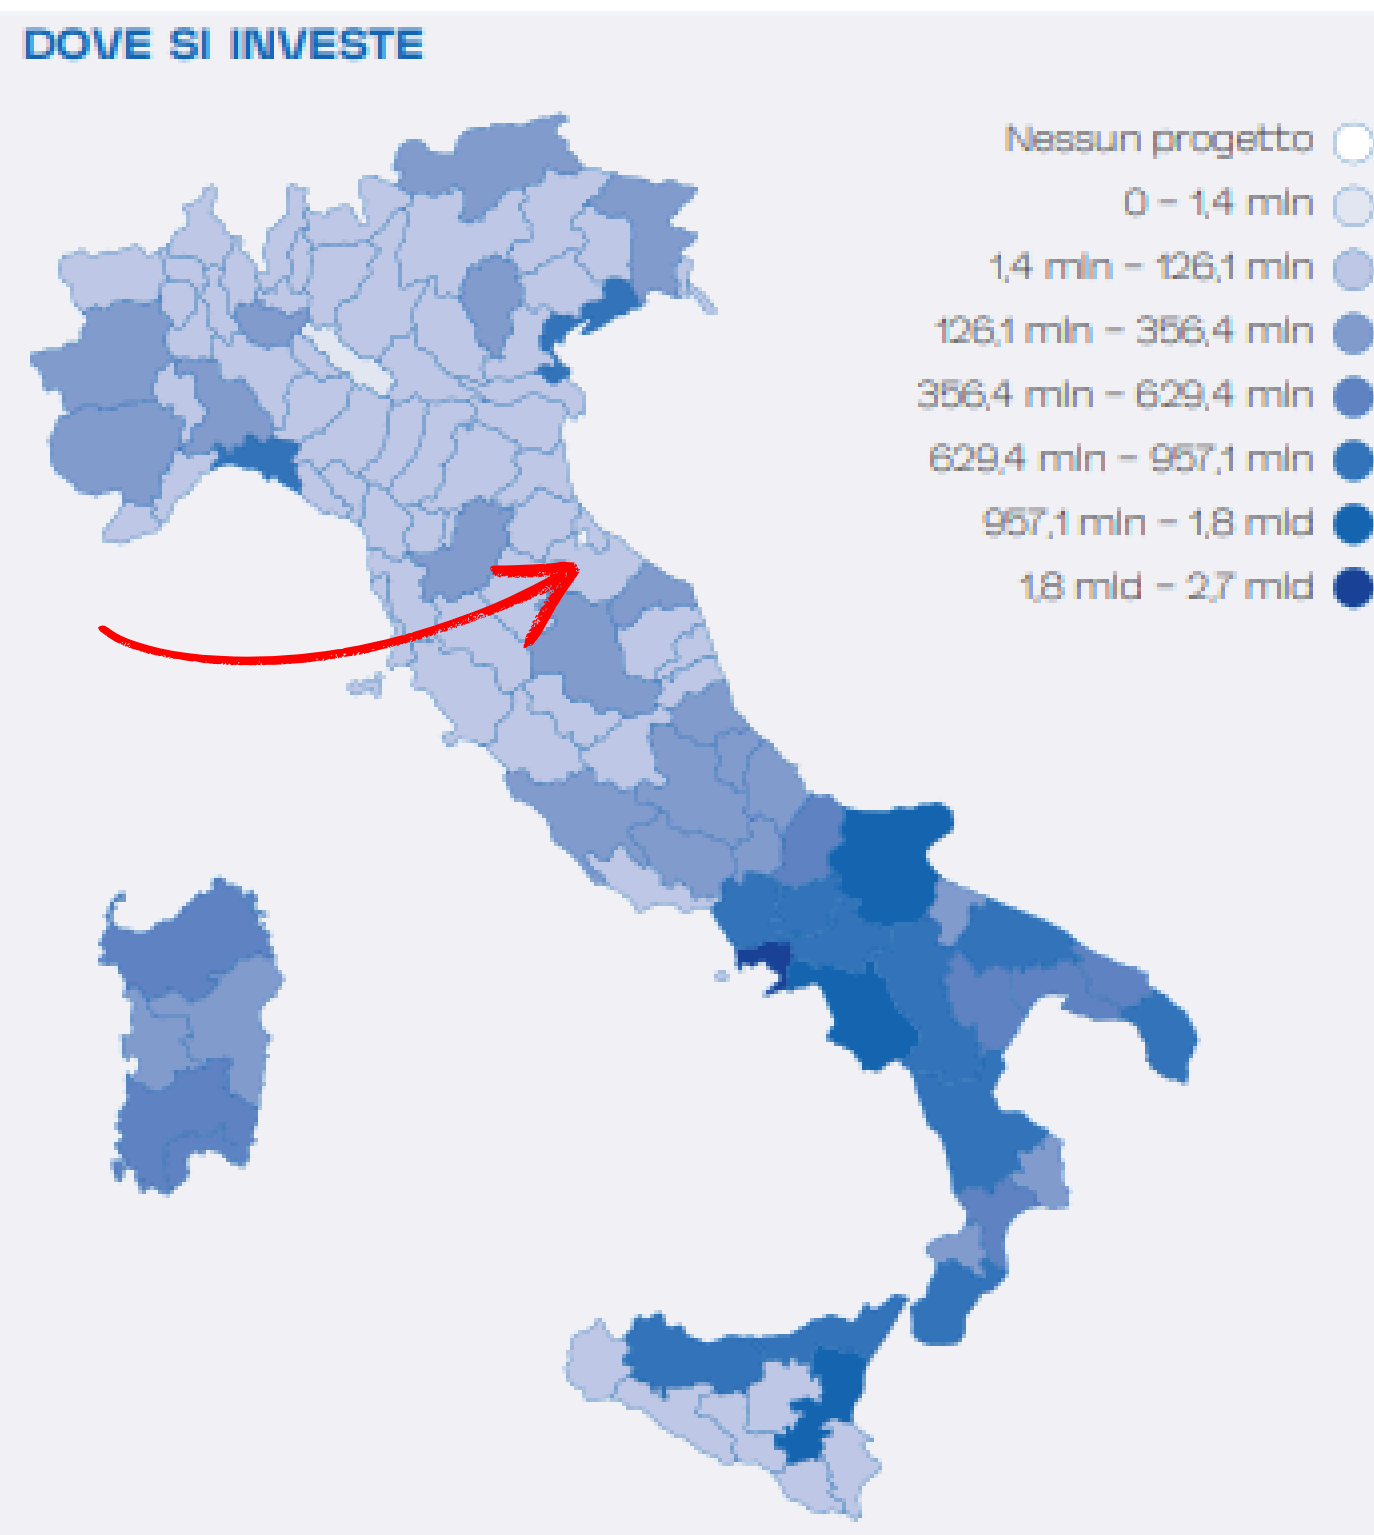 DOVE SI INVESTE
Nessun progetto
0 - 1,4 mln
1,4 mln - 126,1 mln
126,1 mln - 356,4 mln
356,4 mln - 629,4 mln
629,4 mln - 957,1 mln
957,1 mln - 1,8 mld
1,8 mld - 2,7 mld